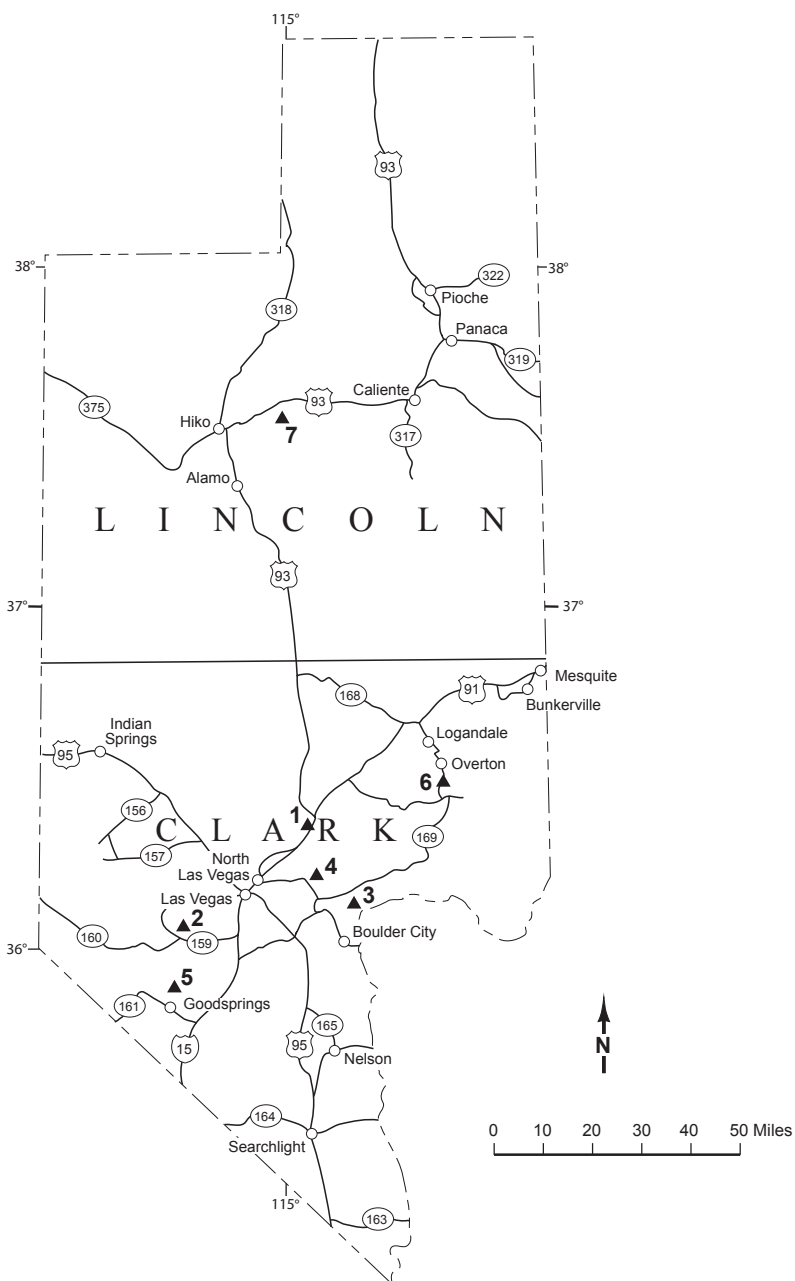 115°
93
38°
38°
322
Pioche
318
Panaca
319
Caliente
375
93
Hiko
7
317
Alamo
L I N C O L N
93
37°
37°
Mesquite
168
91
Bunkerville
Indian
Springs
Logandale
95
Overton
6
156
1
C L A R K
169
157
North
Las Vegas
4
Las Vegas
3
2
160
159
Boulder City
36°
5
161
Goodsprings
165
15
95
Nelson
N
164
Searchlight
0 10 20 30 40 50 Miles
115°
163